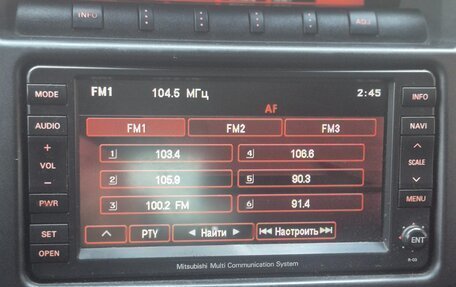 INFO ADJ
MODE FM1 104.5 МГц 2:45 INFO
AF
AUDIO FM1 FM2 FM3 NAVI
+ 1 103.4 4 106.6
VOL 2 105.9 5 90.3 SCALE
-
PWR 3 100.2 FM 6 91.4 MENU
SET PTY ◄ Найти ► I◄◄ Настроить ►►I ENT
OPEN
Mitsubishi Multi Communication System